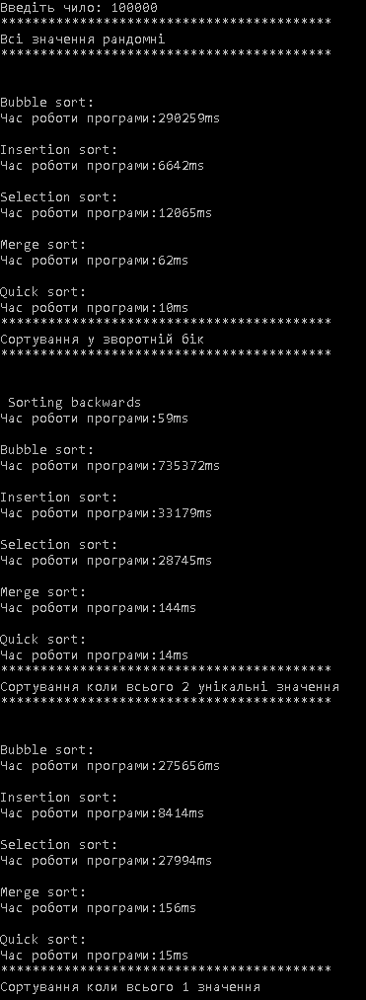 Введіть чило: 100000
******************************************
Всі значення рандомні
******************************************
Bubble sort:
Час роботи програми:290259ms
Insertion sort:
Час роботи програми:6642ms
Selection sort:
Час роботи програми:12065ms
Merge sort:
Час роботи програми:62ms
Quick sort:
Час роботи програми:10ms
******************************************
Сортування у зворотній бік
******************************************
Sorting backwards
Час роботи програми:59ms
Bubble sort:
Час роботи програми:735372ms
Insertion sort:
Час роботи програми:33179ms
Selection sort:
Час роботи програми:28745ms
Merge sort:
Час роботи програми:144ms
Quick sort:
Час роботи програми:14ms
******************************************
Сортування коли всього 2 унікальні значення
******************************************
Bubble sort:
Час роботи програми:275656ms
Insertion sort:
Час роботи програми:8414ms
Selection sort:
Час роботи програми:27994ms
Merge sort:
Час роботи програми:156ms
Quick sort:
Час роботи програми:15ms
******************************************
Сортування коли всього 1 значення